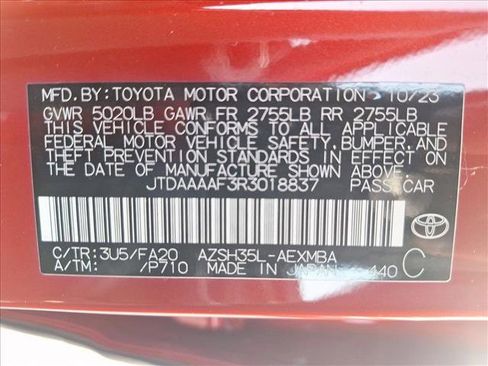 MFD. BY: TOYOTA MOTOR CORPORATION 10/23
GVWR 5020LB GAWR FR 2755LB RR 2755LB
THIS VEHICLE CONFORMS TO ALL APPLICABLE
FEDERAL MOTOR VEHICLE SAFETY, BUMPER, AND
THEFT PREVENTION STANDARDS IN EFFECT ON
THE DATE OF MANUFACTURE SHOWN ABOVE.
JTDAAAAF3R3018837 PASS. CAR
C/TR: 3U5/FA20 AZSH35L-AEXMBA
A/TM: /P710 MADE IN JAPAN 440 C
TOYOTA